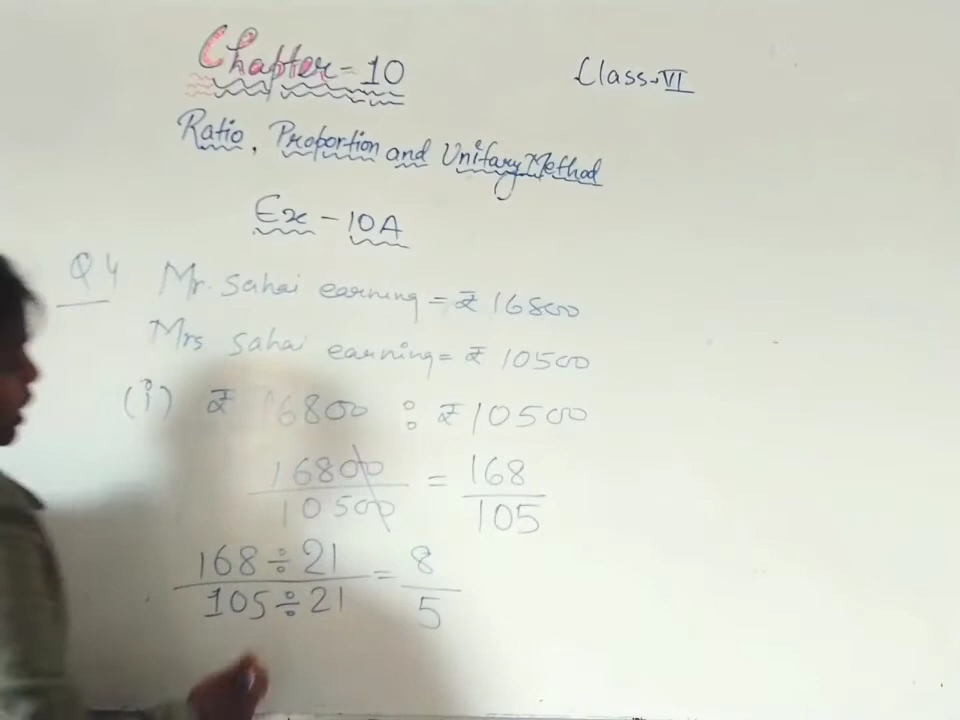 Chapter-10
Class-VI
Ratio, Proportion and Unitary Method
Ex - 10A
Q4 Mr. Sahai earning = ₹ 16800
Mrs Sahai earning = ₹ 10500
(i) ₹ 16800 : ₹ 10500
16800/10500 = 168/105
168÷21/105÷21 = 8/5